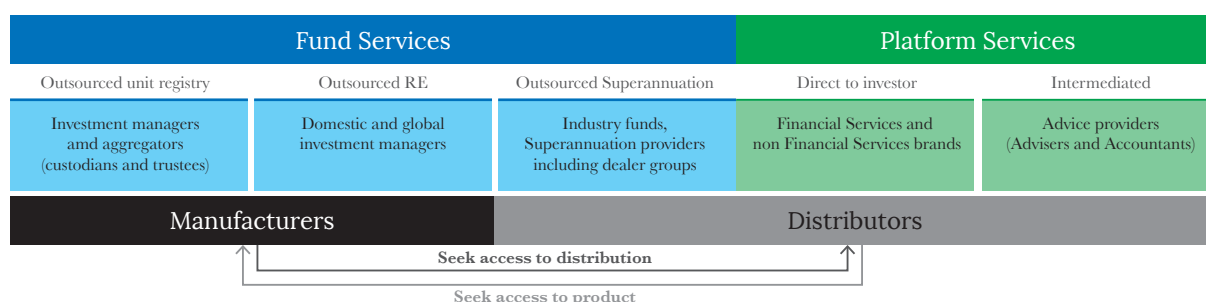 Fund Services
Platform Services
Outsourced unit registry
Outsourced RE
Outsourced Superannuation
Direct to investor
Intermediated
Investment managers
amd aggregators
(custodians and trustees)
Domestic and global
investment managers
Industry funds,
Superannuation providers
including dealer groups
Financial Services and
non Financial Services brands
Advice providers
(Advisers and Accountants)
Manufacturers
Distributors
Seek access to distribution
Seek access to product